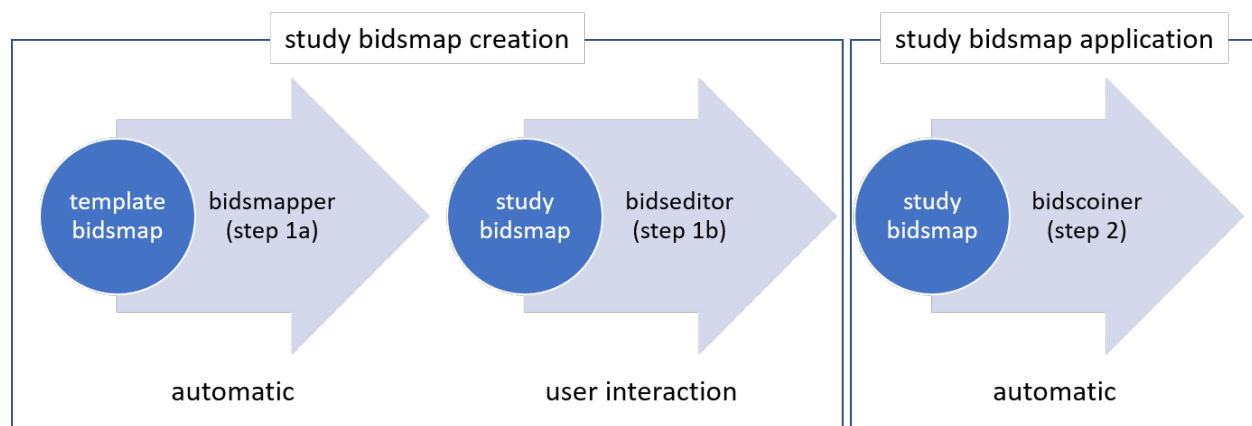 study bidsmap creation
study bidsmap application
template
bidsmap
bidsmapper
(step 1a)
study
bidsmap
bidseditor
(step 1b)
study
bidsmap
bidscoiner
(step 2)
automatic
user interaction
automatic